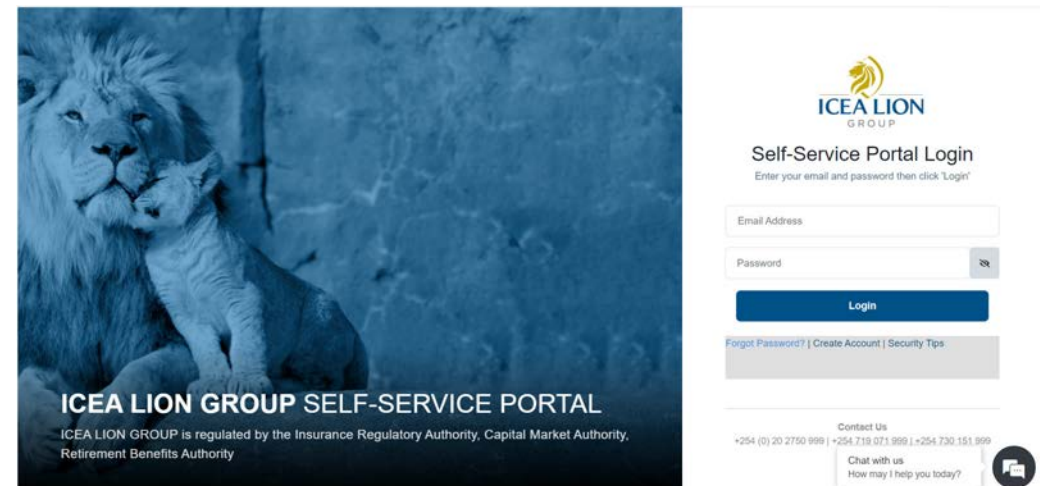 ICEA LION
GROUP
Self-Service Portal Login
Enter your email and password then click 'Login'
Email Address
Password
Login
Forgot Password? | Create Account | Security Tips
ICEA LION GROUP SELF-SERVICE PORTAL
ICEA LION GROUP is regulated by the Insurance Regulatory Authority, Capital Market Authority,
Retirement Benefits Authority
Contact Us
+254 (0) 20 2750 999 | +254 719 071 999 | +254 730 151 999
Chat with us
How may I help you today?